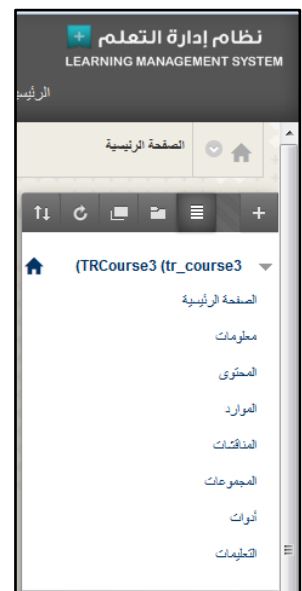 نظام إدارة التعلم
LEARNING MANAGEMENT SYSTEM
الصفحة الرئيسية
(TRCourse3 (tr_course3
الصفحة الرئيسية
معلومات
المحتوى
الموارد
المناقشات
المجموعات
أدوات
التعليمات